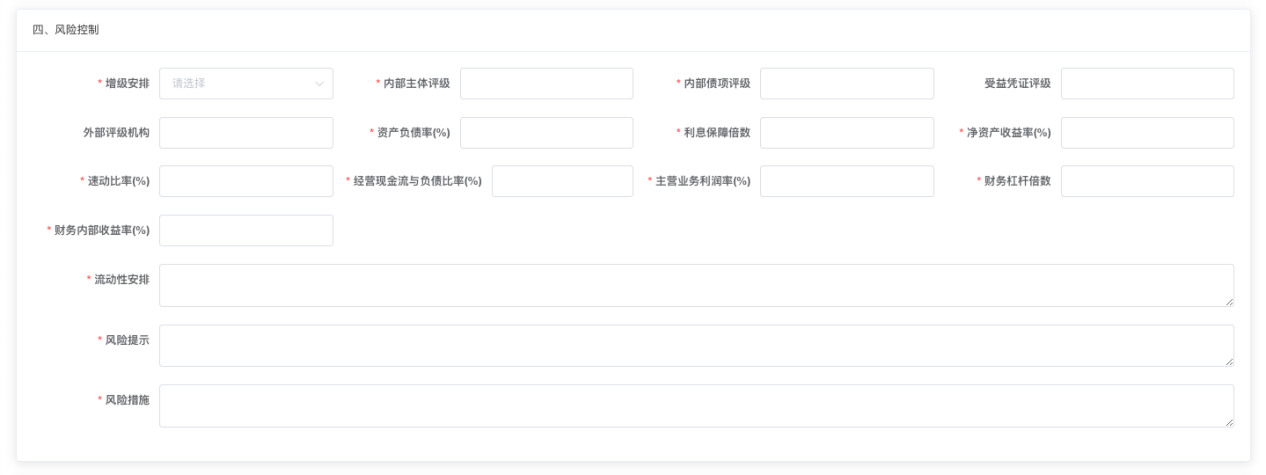 四、风险控制
* 增级安排 请选择 * 内部主体评级 * 内部债项评级 受益凭证评级
外部评级机构 * 资产负债率(%) * 利息保障倍数 * 净资产收益率(%)
* 速动比率(%) * 经营现金流与负债比率(%) * 主营业务利润率(%) * 财务杠杆倍数
* 财务内部收益率(%)
* 流动性安排
* 风险提示
* 风险措施